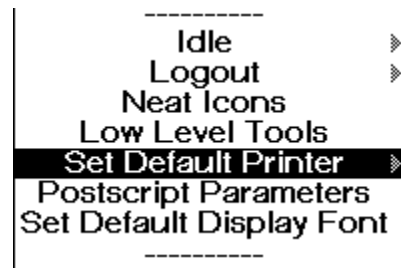 ----------
Idle
Logout
Neat Icons
Low Level Tools
Set Default Printer
Postscript Parameters
Set Default Display Font
----------